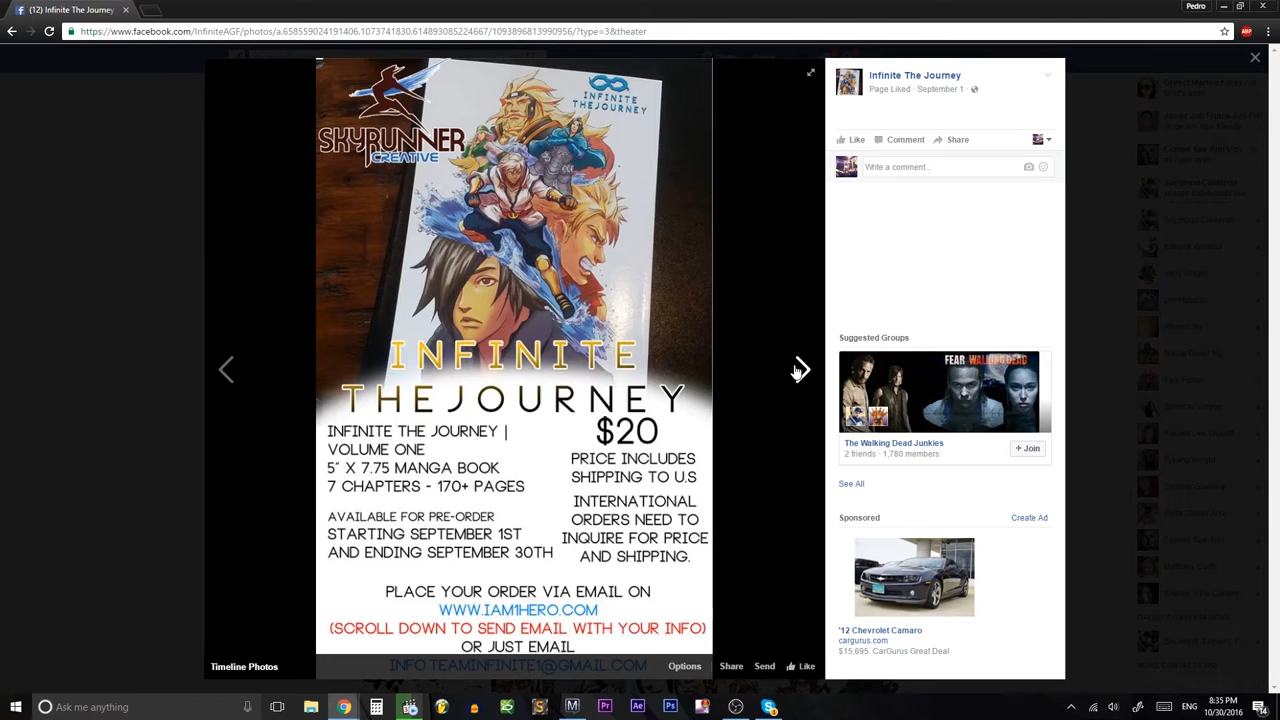 (12) Infinite The Journey
Pedro
https://www.facebook.com/InfiniteAGF/photos/a.658559024191406.1073741830.614893085224667/1093896813990956/?type=3&theater
SKYRUNNER
CREATIVE
INFINITE
THEJOURNEY
INFINITE
THE JOURNEY
INFINITE THE JOURNEY |
VOLUME ONE
5" X 7.75 MANGA BOOK
7 CHAPTERS - 170+ PAGES
AVAILABLE FOR PRE-ORDER
STARTING SEPTEMBER 1ST
AND ENDING SEPTEMBER 30TH
$20
PRICE INCLUDES
SHIPPING TO U.S
INTERNATIONAL
ORDERS NEED TO
INQUIRE FOR PRICE
AND SHIPPING.
PLACE YOUR ORDER VIA EMAIL ON
WWW.IAM1HERO.COM
(SCROLL DOWN TO SEND EMAIL WITH YOUR INFO)
OR JUST EMAIL
INFO.TEAMINFINITE1@GMAIL.COM
Timeline Photos
Options Share Send Like
Infinite The Journey
Page Liked · September 1 ·
Like Comment Share
Write a comment...
Suggested Groups
FEAR WALKING DEAD
The Walking Dead Junkies
2 friends · 1,780 members
+ Join
See All
Sponsored
Create Ad
'12 Chevrolet Camaro
cargurus.com
$15,695. CarGurus Great Deal
Ask me anything
ENG
8:35 PM
10/30/2016